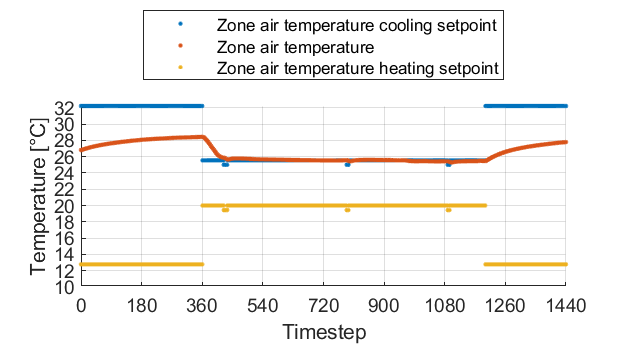 Zone air temperature cooling setpoint
Zone air temperature
Zone air temperature heating setpoint
Temperature [°C]
32
30
28
26
24
22
20
18
16
14
12
10
0 180 360 540 720 900 1080 1260 1440
Timestep